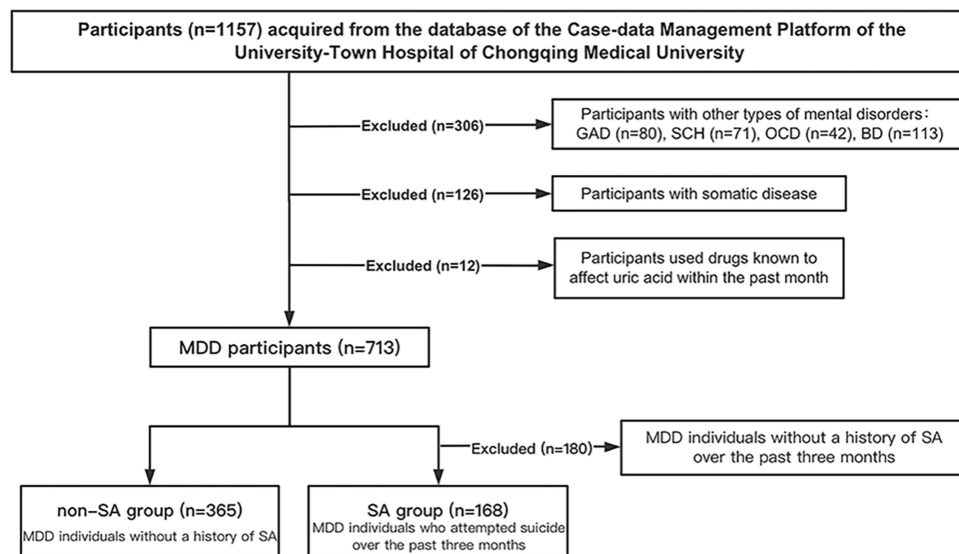 Participants (n=1157) acquired from the database of the Case-data Management Platform of the
University-Town Hospital of Chongqing Medical University
Excluded (n=306)
Participants with other types of mental disorders:
GAD (n=80), SCH (n=71), OCD (n=42), BD (n=113)
Excluded (n=126)
Participants with somatic disease
Excluded (n=12)
Participants used drugs known to
affect uric acid within the past month
MDD participants (n=713)
Excluded (n=180)
MDD individuals without a history of SA
over the past three months
non-SA group (n=365)
MDD individuals without a history of SA
SA group (n=168)
MDD individuals who attempted suicide
over the past three months